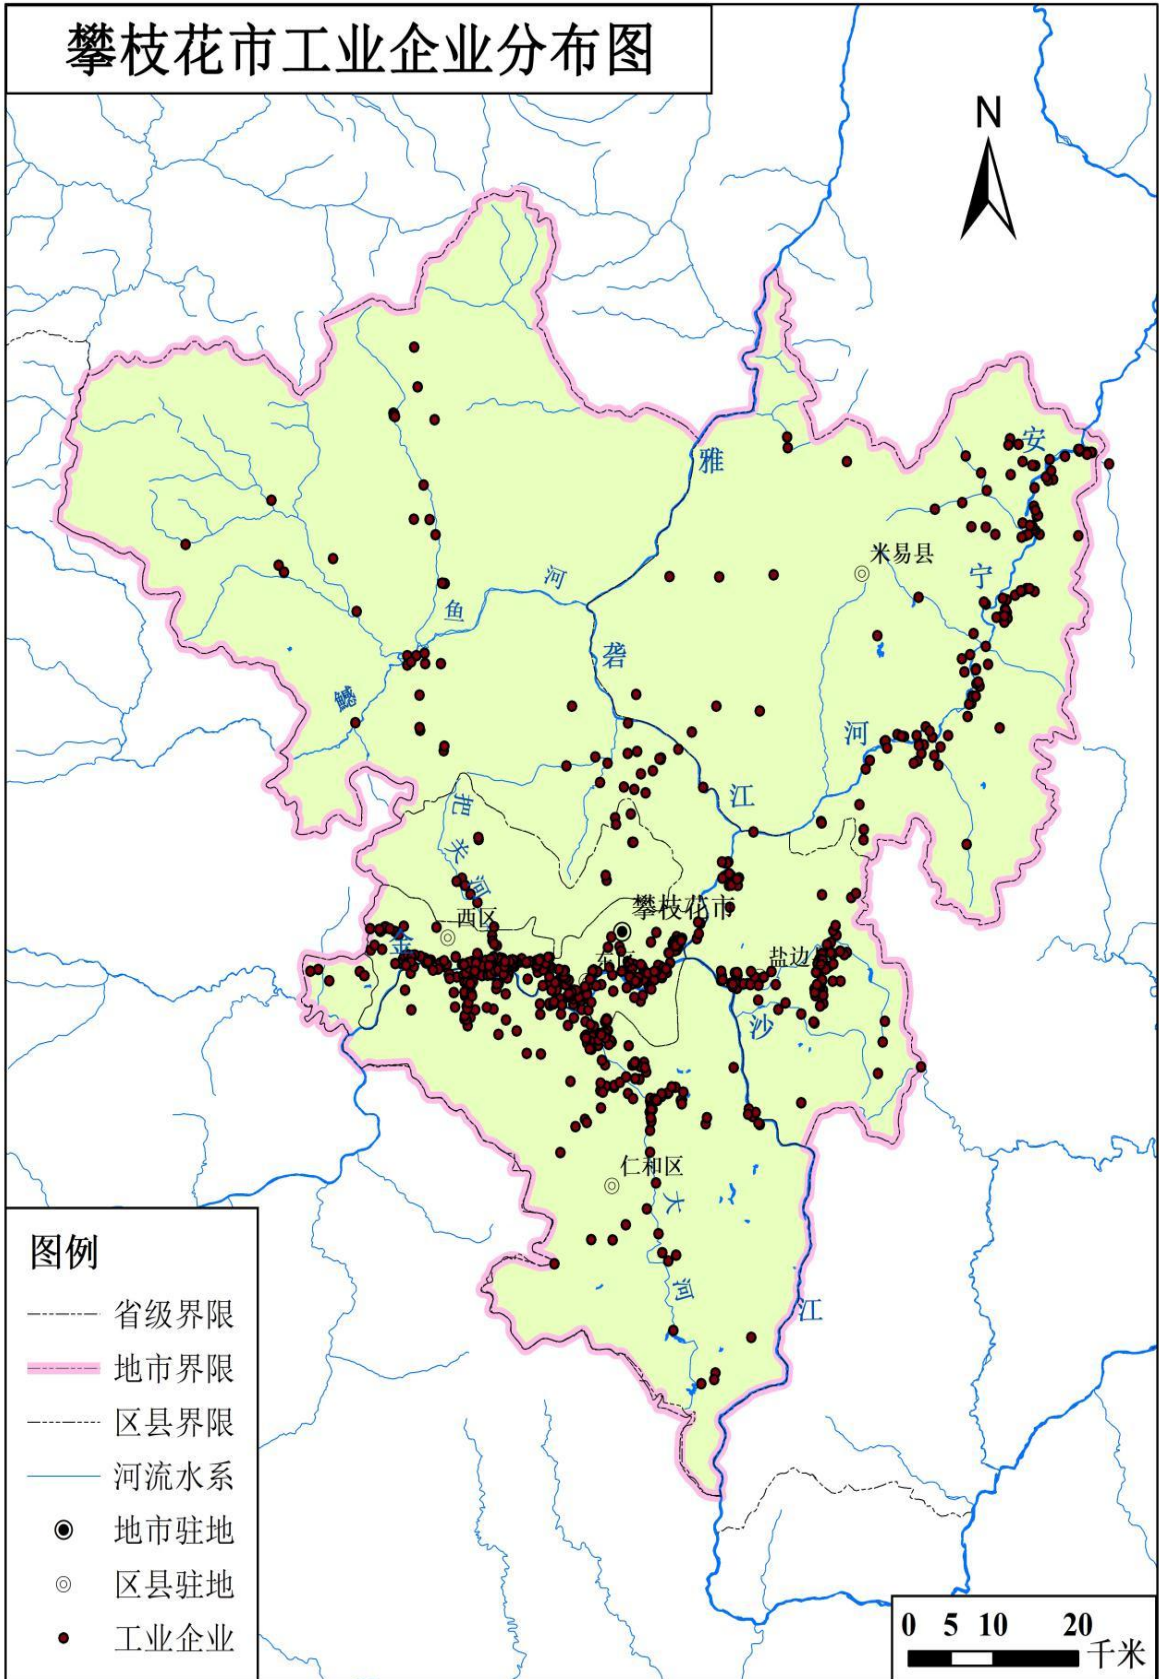 攀枝花市工业企业分布图
N
安
雅
米易县
宁
河
鱼
砻
鳡
河
江
把
关
河
攀枝花市
西区
金
东区
盐边
沙
仁和区
大
河
江
图例
省级界限
地市界限
区县界限
河流水系
地市驻地
区县驻地
工业企业
0 5 10 20
千米